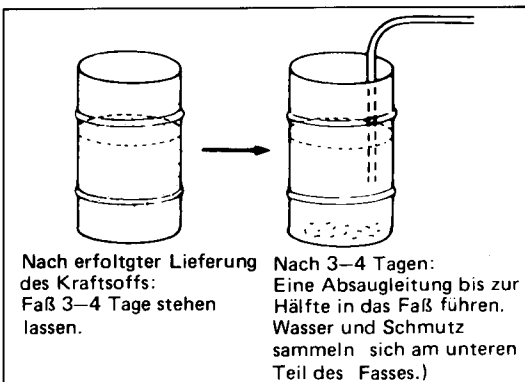 Nach erfoltgter Lieferung
des Kraftsoffs:
Faß 3—4 Tage stehen
lassen.
Nach 3—4 Tagen:
Eine Absaugleitung bis zur
Hälfte in das Faß führen.
Wasser und Schmutz
sammeln sich am unteren
Teil des Fasses.)